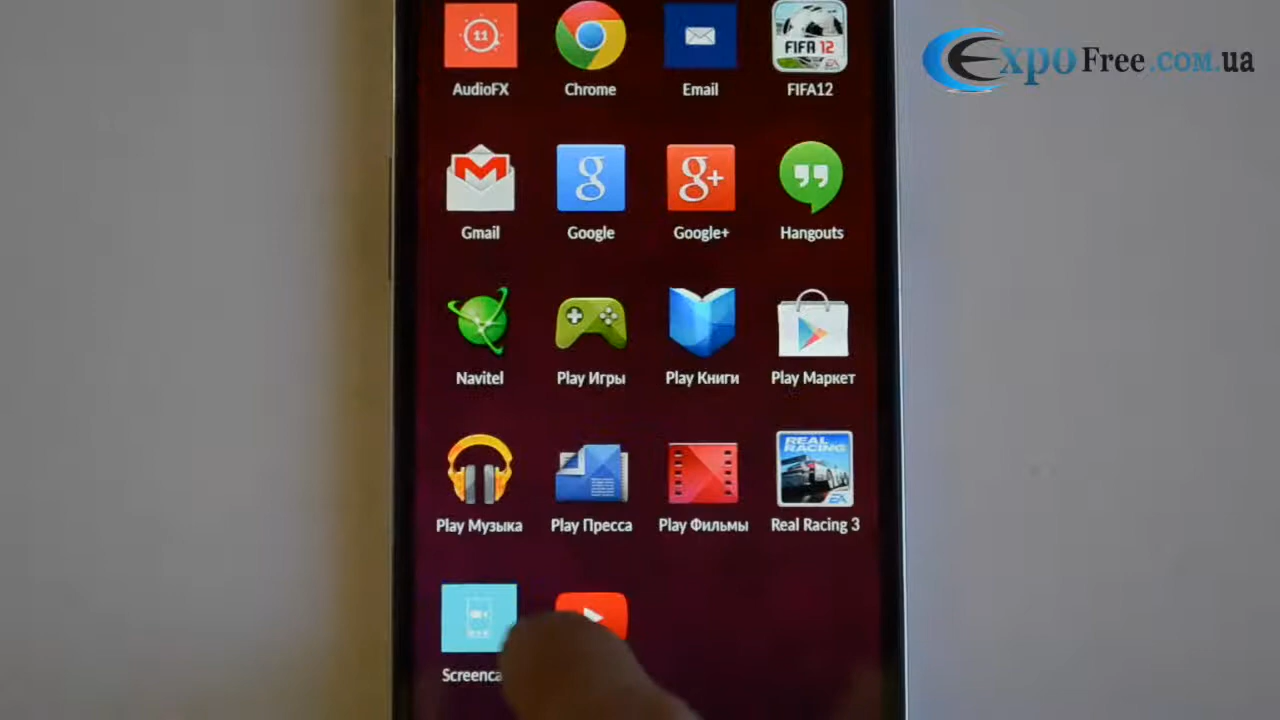 ExpoFree.com.ua
11
FIFA 12
AudioFX
Chrome
Email
FIFA12
g
g+
Gmail
Google
Google+
Hangouts
Navitel
Play Игры
Play Книги
Play Маркет
REAL
RACING
EA
Play Музыка
Play Пресса
Play Фильмы
Real Racing 3